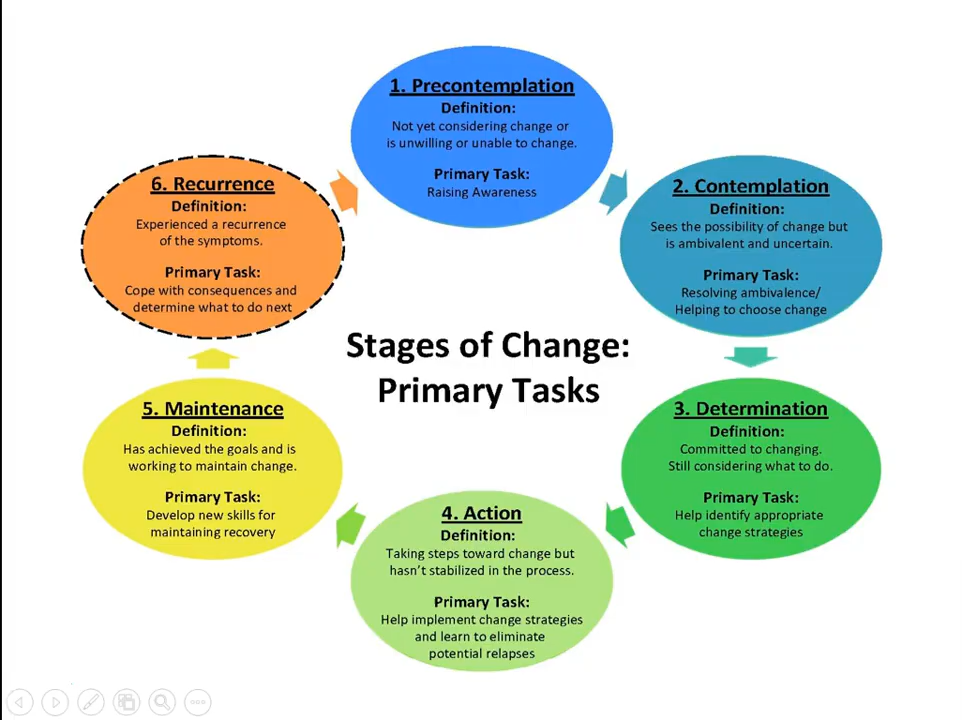 1. Precontemplation
Definition:
Not yet considering change or
is unwilling or unable to change.
Primary Task:
Raising Awareness
2. Contemplation
Definition:
Sees the possibility of change but
is ambivalent and uncertain.
Primary Task:
Resolving ambivalence/
Helping to choose change
3. Determination
Definition:
Committed to changing.
Still considering what to do.
Primary Task:
Help identify appropriate
change strategies
4. Action
Definition:
Taking steps toward change but
hasn't stabilized in the process.
Primary Task:
Help implement change strategies
and learn to eliminate
potential relapses
5. Maintenance
Definition:
Has achieved the goals and is
working to maintain change.
Primary Task:
Develop new skills for
maintaining recovery
6. Recurrence
Definition:
Experienced a recurrence
of the symptoms.
Primary Task:
Cope with consequences and
determine what to do next
Stages of Change:
Primary Tasks